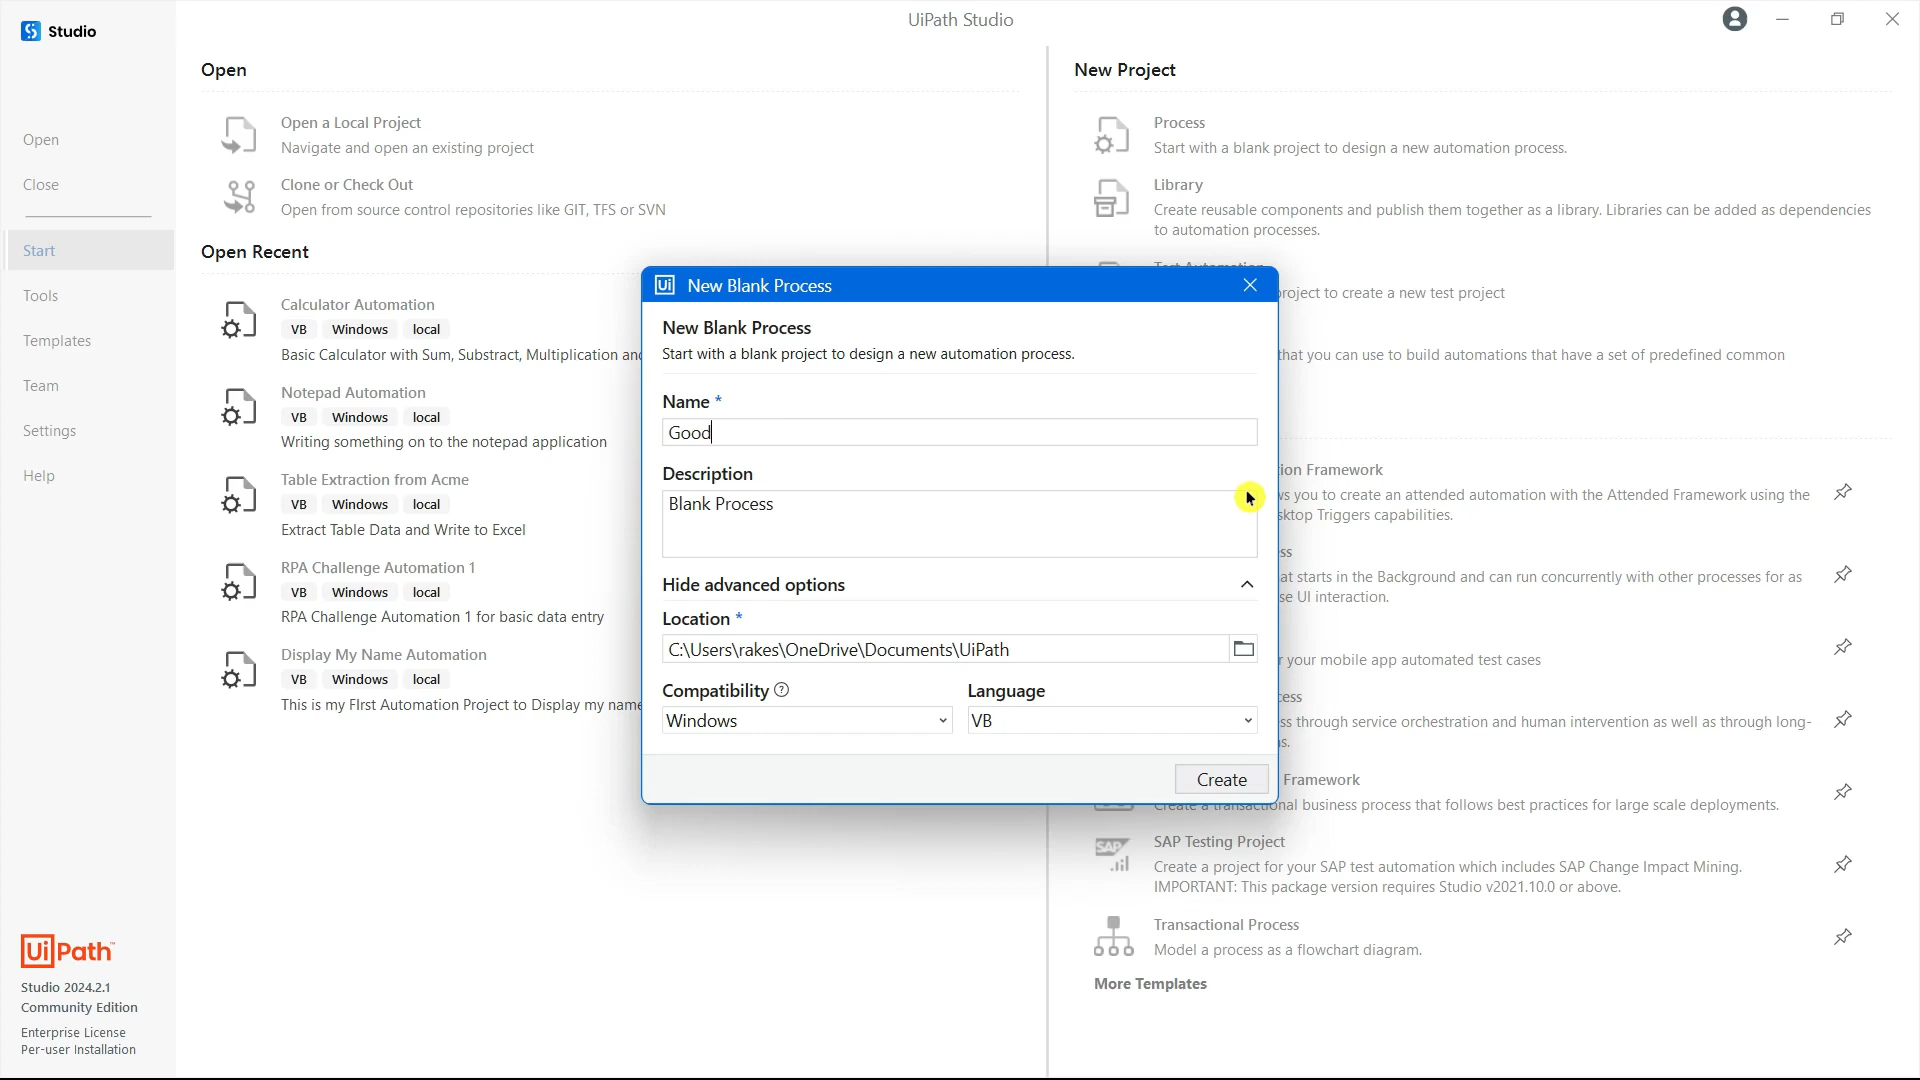 Studio
UiPath Studio
Open
Close
Start
Tools
Templates
Team
Settings
Help
UiPath™
Studio 2024.2.1
Community Edition
Enterprise License
Per-user Installation
Open
Open a Local Project
Navigate and open an existing project
Clone or Check Out
Open from source control repositories like GIT, TFS or SVN
Open Recent
Calculator Automation
VB Windows local
Basic Calculator with Sum, Substract, Multiplication and
Notepad Automation
VB Windows local
Writing something on to the notepad application
Table Extraction from Acme
VB Windows local
Extract Table Data and Write to Excel
RPA Challenge Automation 1
VB Windows local
RPA Challenge Automation 1 for basic data entry
Display My Name Automation
VB Windows local
This is my FIrst Automation Project to Display my name
Ui New Blank Process
New Blank Process
Start with a blank project to design a new automation process.
Name *
Good
Description
Blank Process
Hide advanced options
Location *
C:\Users\rakes\OneDrive\Documents\UiPath
Compatibility ? Language
Windows VB
Create
New Project
Process
Start with a blank project to design a new automation process.
Library
Create reusable components and publish them together as a library. Libraries can be added as dependencies
to automation processes.
Test Automation
project to create a new test project
that you can use to build automations that have a set of predefined common
ion Framework
ws you to create an attended automation with the Attended Framework using the
sktop Triggers capabilities.
ss
at starts in the Background and can run concurrently with other processes for as
se UI interaction.
r your mobile app automated test cases
cess
ss through service orchestration and human intervention as well as through long-
s.
Framework
Create a transactional business process that follows best practices for large scale deployments.
SAP
SAP Testing Project
Create a project for your SAP test automation which includes SAP Change Impact Mining.
IMPORTANT: This package version requires Studio v2021.10.0 or above.
Transactional Process
Model a process as a flowchart diagram.
More Templates